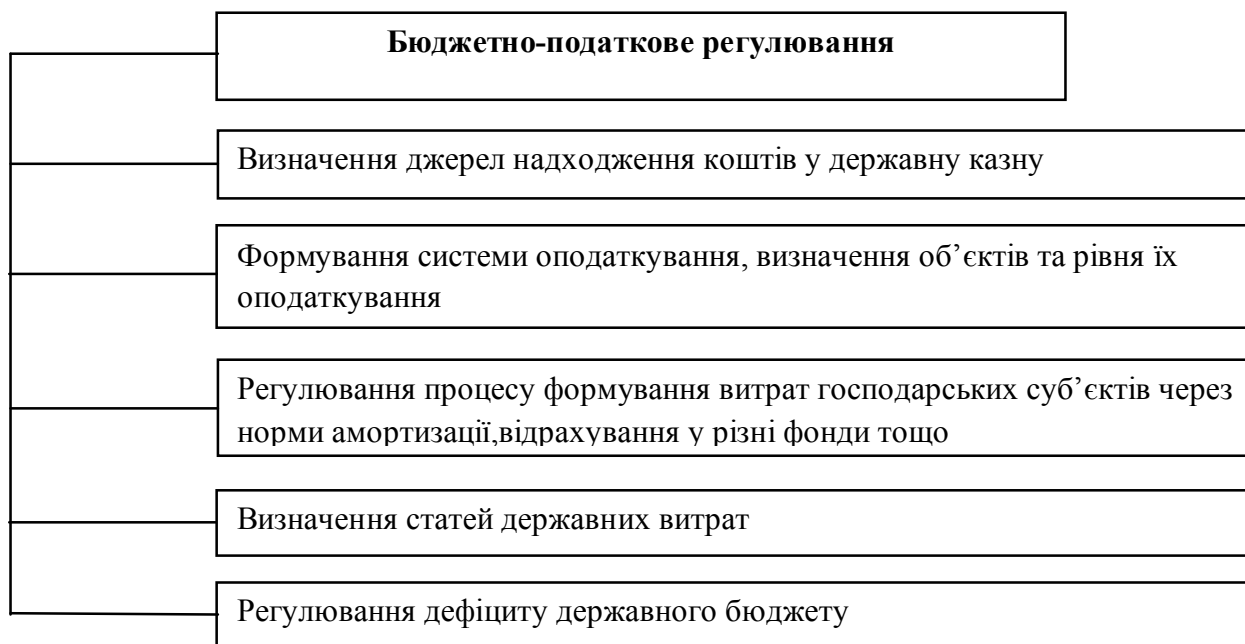 Бюджетно-податкове регулювання
Визначення джерел надходження коштів у державну казну
Формування системи оподаткування, визначення об’єктів та рівня їх
оподаткування
Регулювання процесу формування витрат господарських суб’єктів через
норми амортизації,відрахування у різні фонди тощо
Визначення статей державних витрат
Регулювання дефіциту державного бюджету